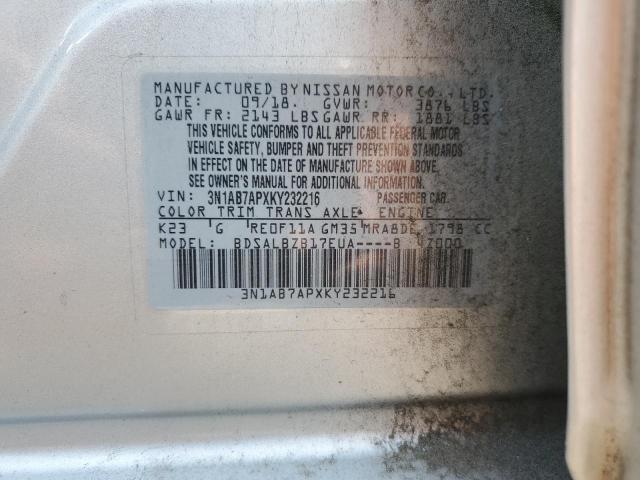 MANUFACTURED BY NISSAN MOTOR CO., LTD.
DATE: 09/18. GVWR: 3876 LBS
GAWR FR: 2143 LBS GAWR RR: 1881 LBS
THIS VEHICLE CONFORMS TO ALL APPLICABLE FEDERAL MOTOR
VEHICLE SAFETY, BUMPER AND THEFT PREVENTION STANDARDS
IN EFFECT ON THE DATE OF MANUFACTURE SHOWN ABOVE.
SEE OWNER'S MANUAL FOR ADDITIONAL INFORMATION.
VIN: 3N1AB7APXKY232216 PASSENGER CAR.
COLOR TRIM TRANS AXLE ENGINE
K23 G RE0F11A GM35 MRA8DE 1798 CC
MODEL: BDSALBZB17EUA----B 4Z000
3N1AB7APXKY232216